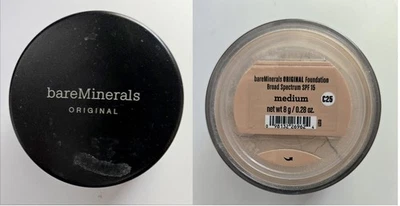 bareMinerals
ORIGINAL
bareMinerals ORIGINAL Foundation
Broad Spectrum SPF 15
medium
C25
net wt 8 g / 0.28 oz.